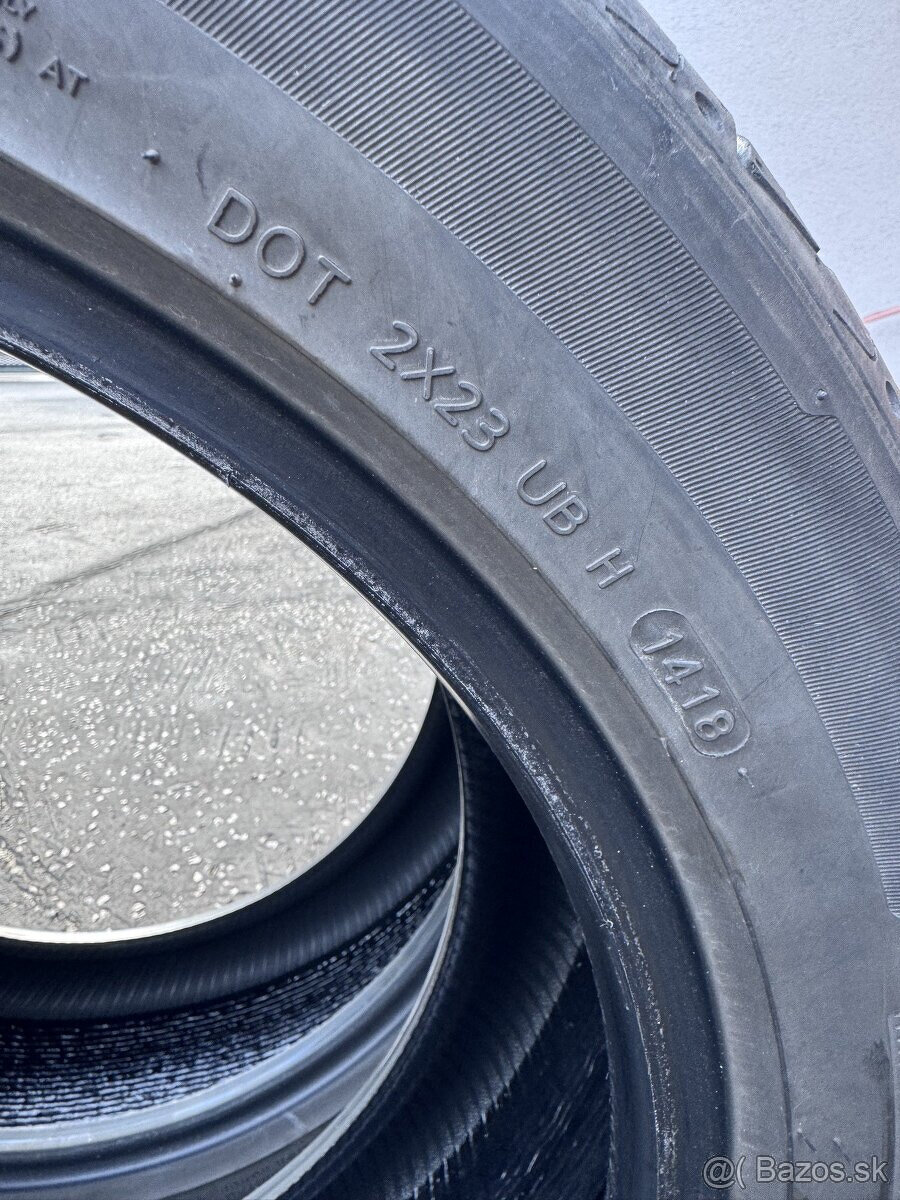 AT
DOT 2X23 UB H 1418
@( Bazos.sk